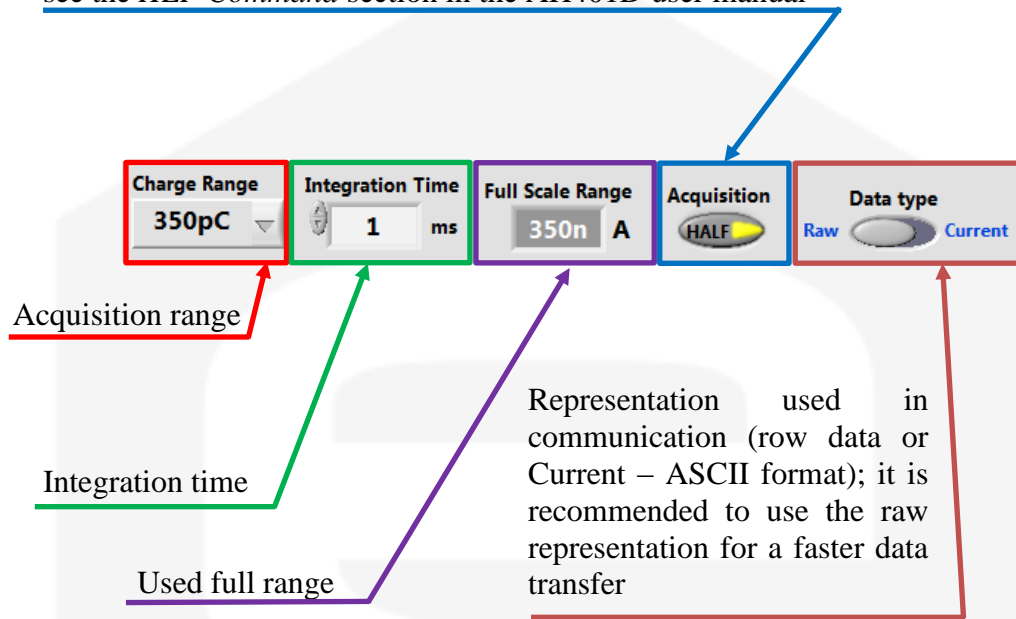 see the HLF Command section in the AH401D user manual
Charge Range
350pC
Integration Time
1 ms
Full Scale Range
350n A
Acquisition
HALF
Data type
Raw Current
Acquisition range
Integration time
Used full range
Representation used in
communication (row data or
Current – ASCII format); it is
recommended to use the raw
representation for a faster data
transfer